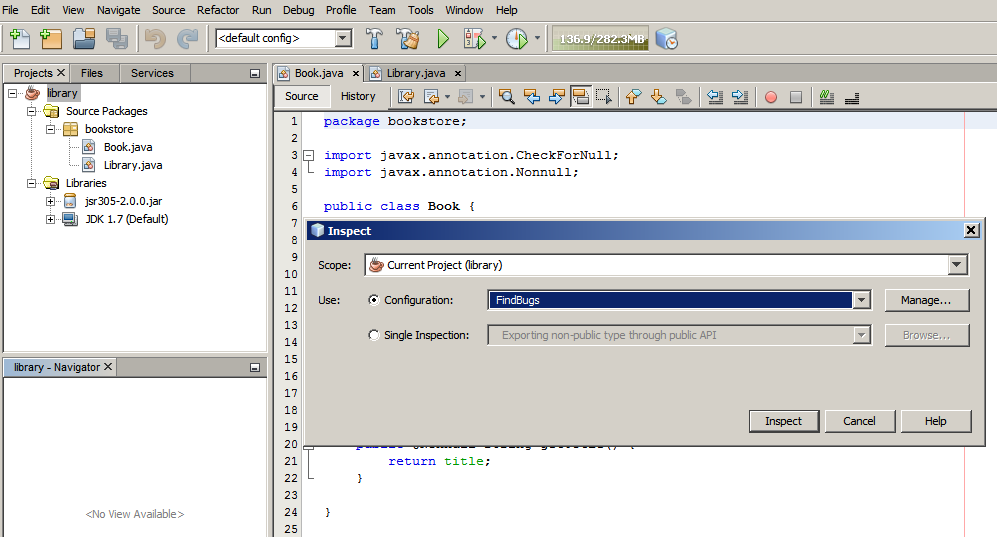 File Edit View Navigate Source Refactor Run Debug Profile Team Tools Window Help
<default config>
136.9/282.3MB
Projects Files Services
library
Source Packages
bookstore
Book.java
Library.java
Libraries
jsr305-2.0.0.jar
JDK 1.7 (Default)
library - Navigator
<No View Available>
Book.java Library.java
Source History
1 package bookstore;
2
3 import javax.annotation.CheckForNull;
4 import javax.annotation.Nonnull;
5
6 public class Book {
7
8
9
10
11
12
13
14
15
16
17
18
19
20
21 return title;
22 }
23
24 }
25
Inspect
Scope: Current Project (library)
Use: Configuration: FindBugs Manage...
Single Inspection: Exporting non-public type through public API Browse...
Inspect Cancel Help